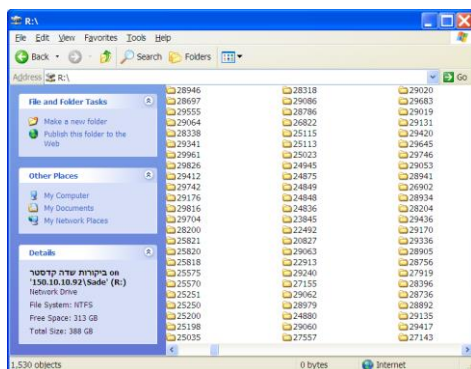 R:\
File Edit View Favorites Tools Help
Back Search Folders
Address R:\ Go
File and Folder Tasks
Make a new folder
Publish this folder to the
Web
Other Places
My Computer
My Documents
My Network Places
Details
ביקורות שדה קדסטר on
'150.10.10.92\Sade' (R:)
Network Drive
File System: NTFS
Free Space: 313 GB
Total Size: 388 GB
28946 28318 29020
28697 29086 29683
29555 28786 29019
29064 26822 29131
28338 25115 29420
29341 25113 29645
29961 25023 29746
29826 24945 29053
29412 24875 28941
29742 24849 26902
29176 24848 28934
29816 24836 28204
29704 23845 29436
28200 22492 29170
25821 20827 29336
25820 29063 28905
25818 22913 28756
25575 29240 27919
25570 27155 28396
25251 29062 28736
25250 28979 28892
25200 24880 29135
25198 29060 29417
25035 27557 27143
1,530 objects 0 bytes Internet